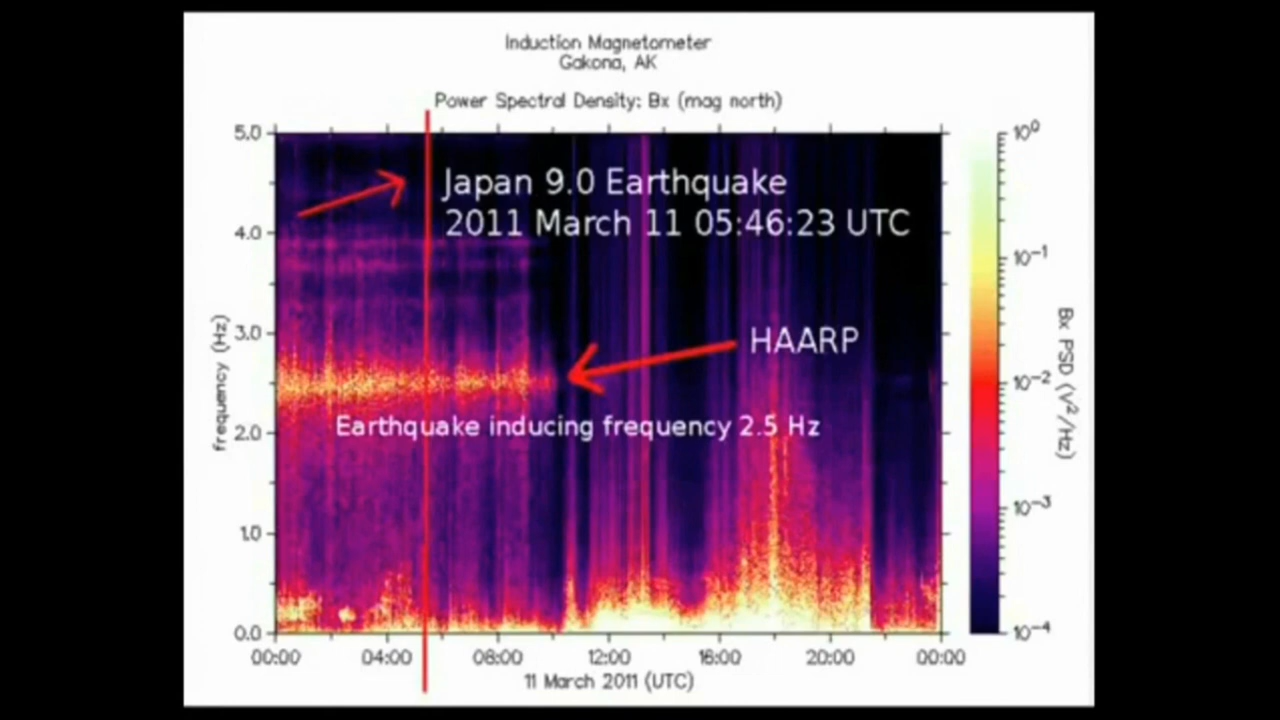 Induction Magnetometer
Gakona, AK
Power Spectral Density: Bx (mag north)
5.0
4.0
3.0
2.0
1.0
0.0
frequency (Hz)
Japan 9.0 Earthquake
2011 March 11 05:46:23 UTC
HAARP
Earthquake inducing frequency 2.5 Hz
00:00 04:00 08:00 12:00 16:00 20:00 00:00
11 March 2011 (UTC)
10⁰
10⁻¹
10⁻²
10⁻³
10⁻⁴
Bx PSD (V²/Hz)